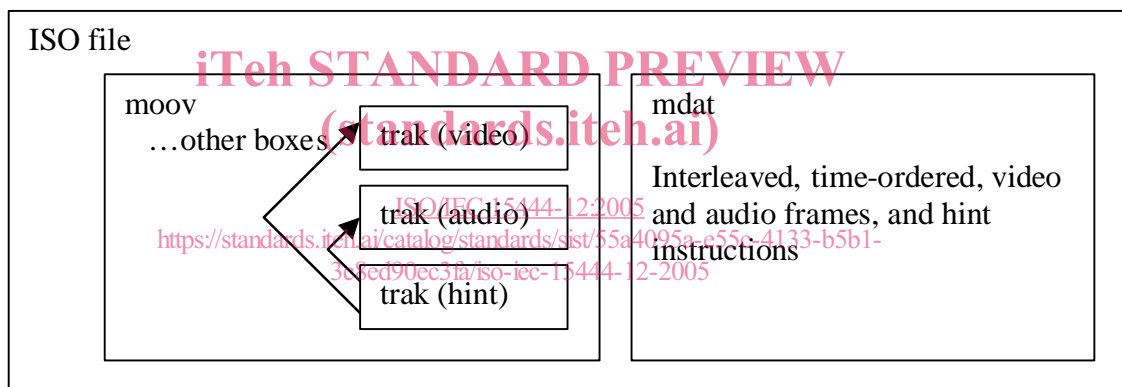 ISO file
iTeh STANDARD PREVIEW
(standards.iteh.ai)
moov
…other boxes
trak (video)
trak (audio)
trak (hint)
mdat
Interleaved, time-ordered, video
and audio frames, and hint
instructions
ISO/IEC 15444-12:2005
https://standards.iteh.ai/catalog/standards/sist/55a4095a-e55c-4133-b5b1-
3c8ed90ec3fa/iso-iec-15444-12-2005